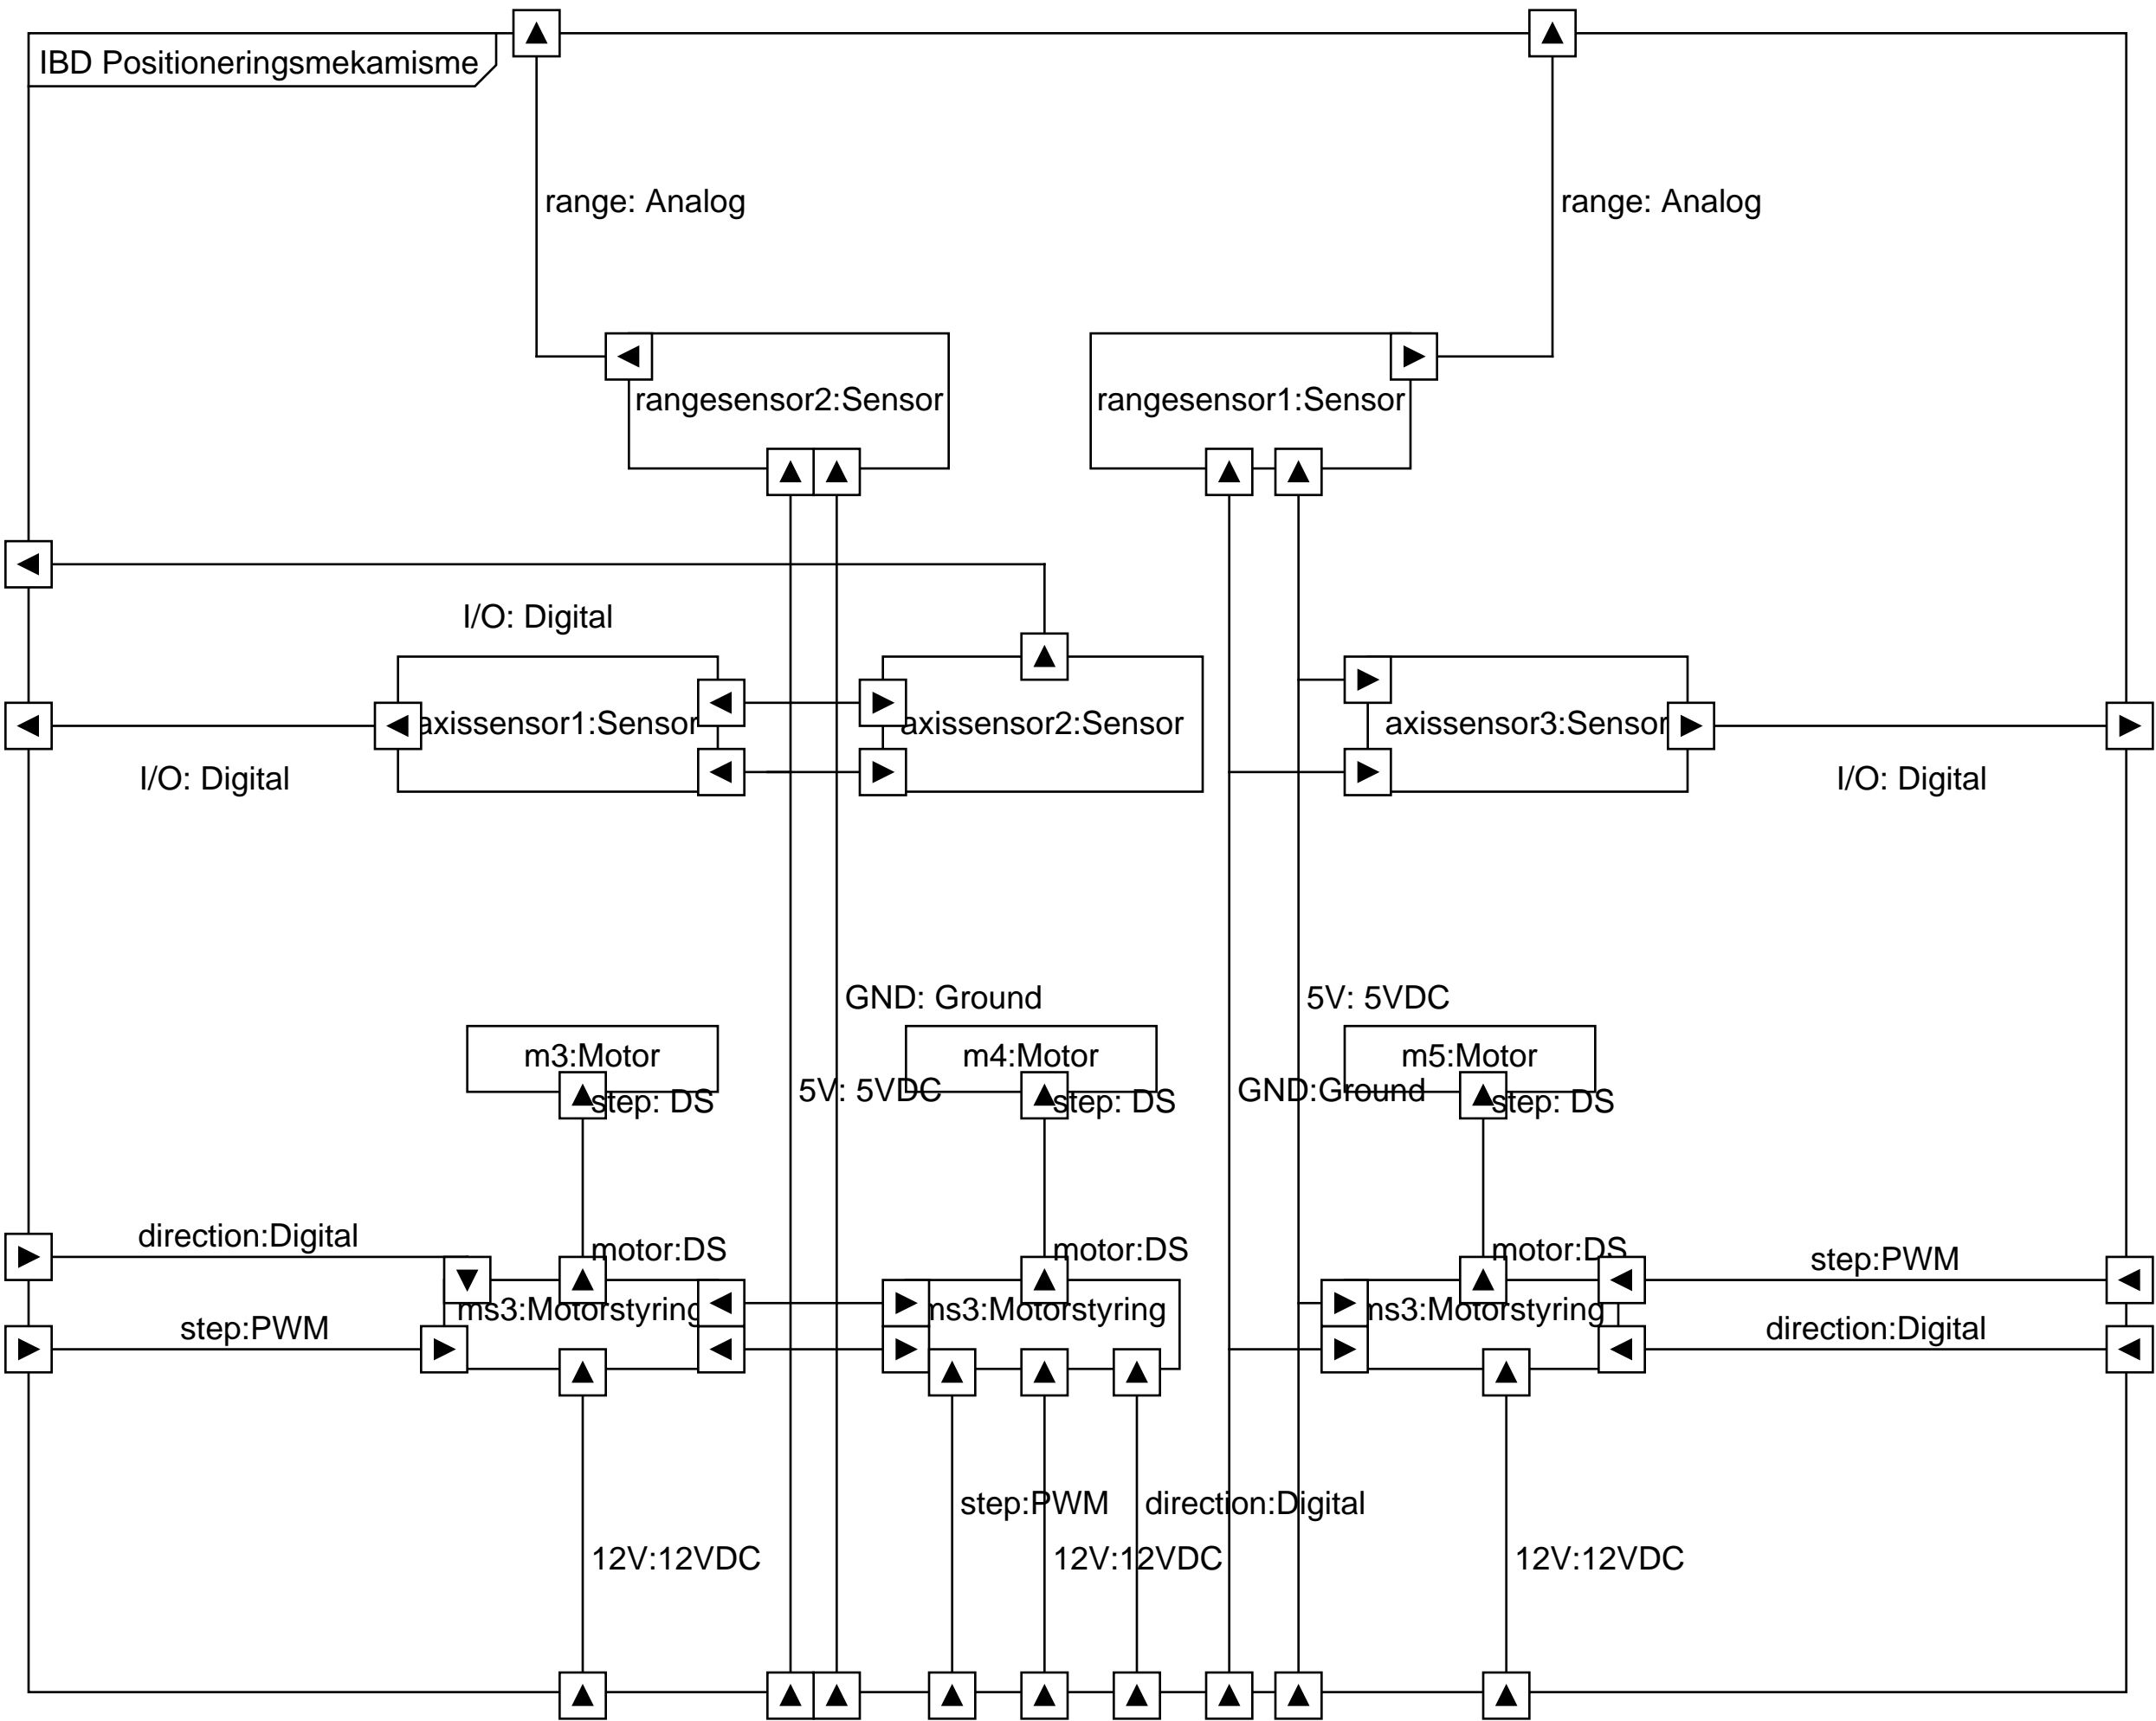 IBD Positioneringsmekamisme
range: Analog
range: Analog
rangesensor2:Sensor
rangesensor1:Sensor
I/O: Digital
axissensor1:Sensor
axissensor2:Sensor
axissensor3:Sensor
I/O: Digital
I/O: Digital
GND: Ground
5V: 5VDC
m3:Motor
m4:Motor
m5:Motor
step: DS
5V: 5VDC
step: DS
GND:Ground
step: DS
direction:Digital
motor:DS
motor:DS
motor:DS
step:PWM
ms3:Motorstyring
ms3:Motorstyring
ms3:Motorstyring
step:PWM
direction:Digital
step:PWM
direction:Digital
12V:12VDC
12V:12VDC
12V:12VDC